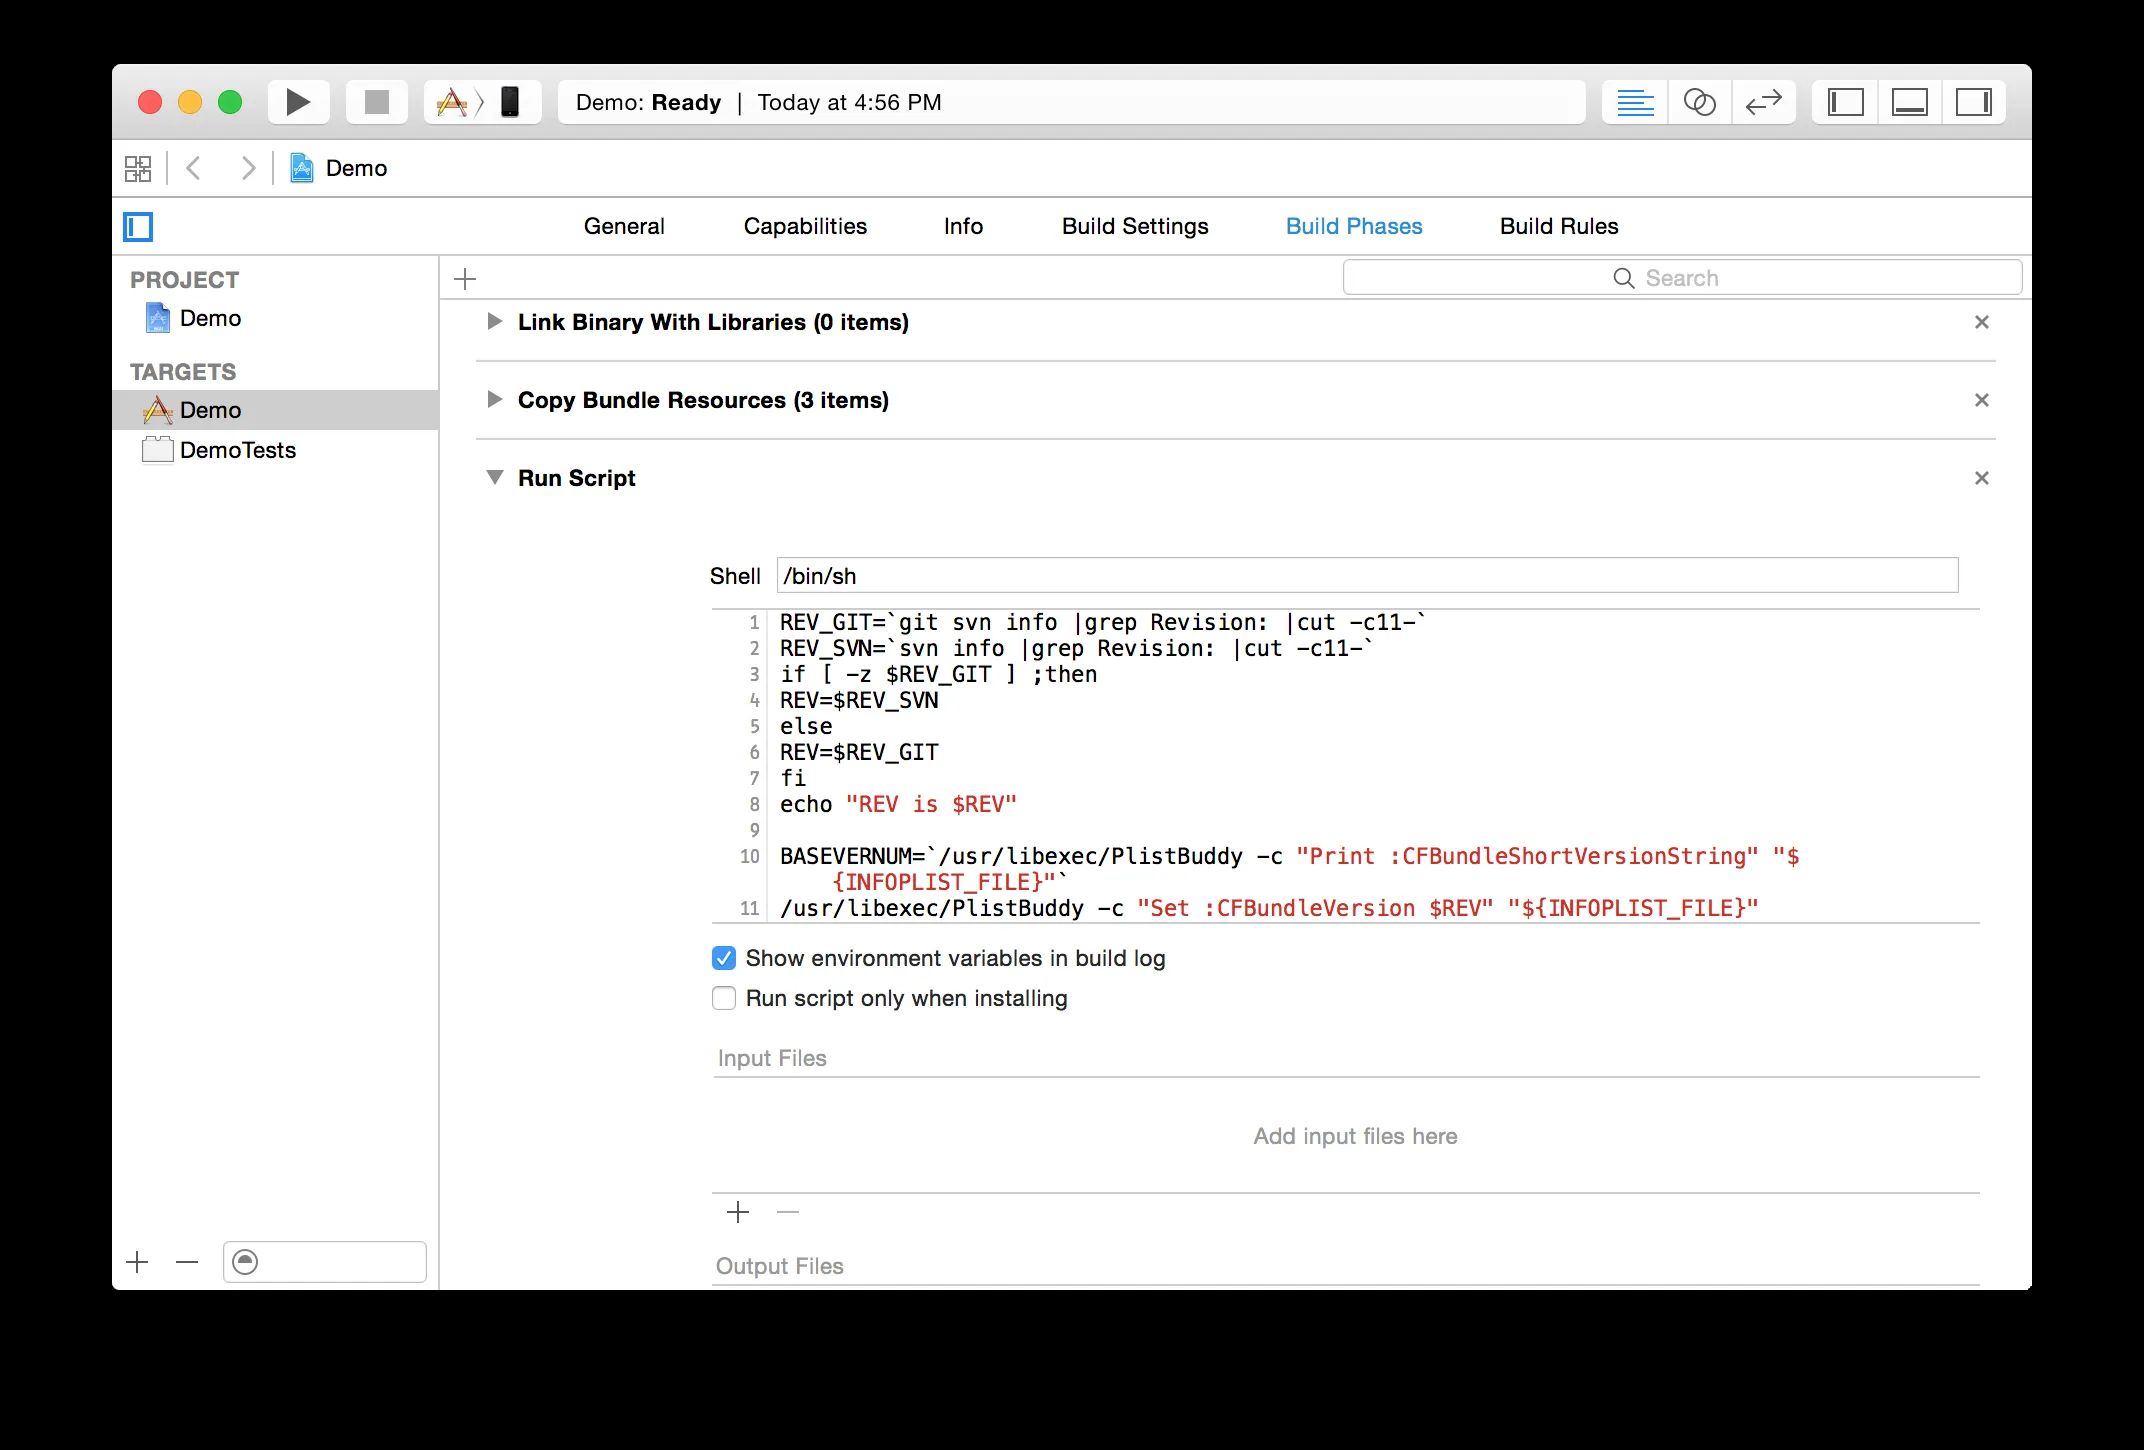 Demo: Ready | Today at 4:56 PM
Demo
General Capabilities Info Build Settings Build Phases Build Rules
PROJECT
Demo
TARGETS
Demo
DemoTests
Search
Link Binary With Libraries (0 items)
Copy Bundle Resources (3 items)
Run Script
Shell /bin/sh
1 REV_GIT=`git svn info |grep Revision: |cut -c11-`
2 REV_SVN=`svn info |grep Revision: |cut -c11-`
3 if [ -z $REV_GIT ] ;then
4 REV=$REV_SVN
5 else
6 REV=$REV_GIT
7 fi
8 echo "REV is $REV"
9
10 BASEVERNUM=`/usr/libexec/PlistBuddy -c "Print :CFBundleShortVersionString" "$
{INFOPLIST_FILE}"`
11 /usr/libexec/PlistBuddy -c "Set :CFBundleVersion $REV" "${INFOPLIST_FILE}"
Show environment variables in build log
Run script only when installing
Input Files
Add input files here
Output Files